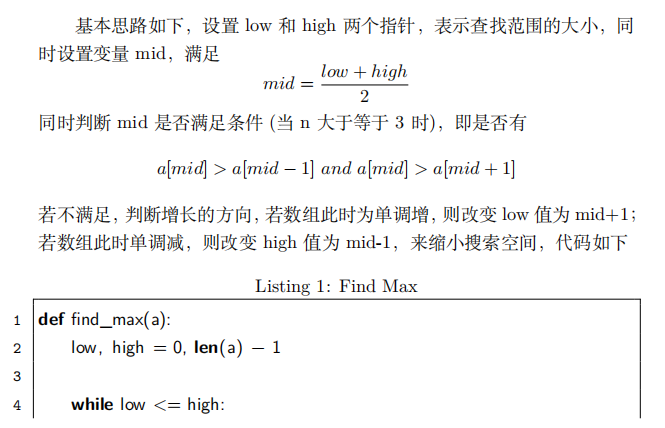 基本思路如下，设置 low 和 high 两个指针，表示查找范围的大小，同
时设置变量 mid，满足
mid = (low + high) / 2
同时判断 mid 是否满足条件 (当 n 大于等于 3 时)，即是否有
a[mid] > a[mid − 1] and a[mid] > a[mid + 1]
若不满足，判断增长的方向，若数组此时为单调增，则改变 low 值为 mid+1；
若数组此时单调减，则改变 high 值为 mid-1，来缩小搜索空间，代码如下
Listing 1: Find Max
1 def find_max(a):
2 low, high = 0, len(a) − 1
3
4 while low <= high: